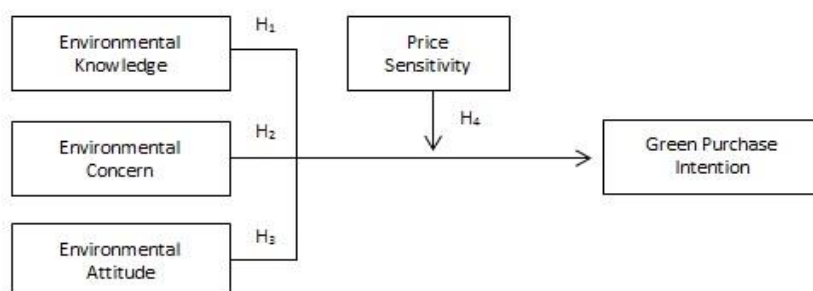 H₁
Environmental
Knowledge
Price
Sensitivity
H₂
H₄
Environmental
Concern
Green Purchase
Intention
H₃
Environmental
Attitude